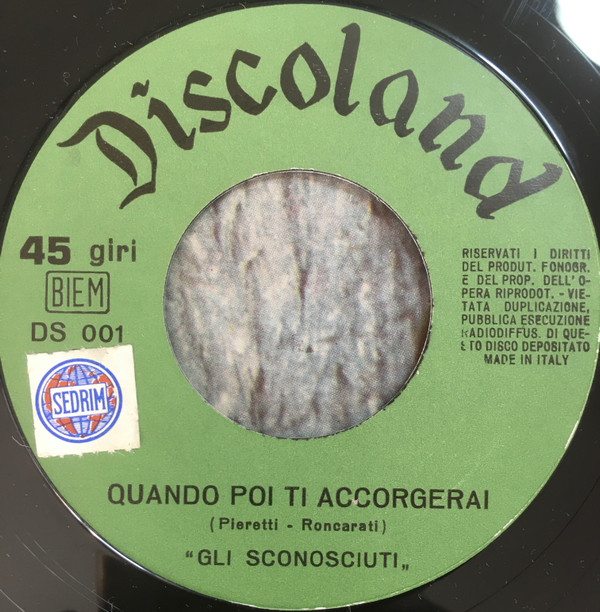 Discoland
45 giri
BIEM
DS 001
SEDRIM
RISERVATI I DIRITTI
DEL PRODUT. FONOGR.
E DEL PROP. DELL'O-
PERA RIPRODOT. - VIE-
TATA DUPLICAZIONE,
PUBBLICA ESECUZIONE
RADIODIFFUS. DI QUE-
STO DISCO DEPOSITATO
MADE IN ITALY
QUANDO POI TI ACCORGERAI
(Pieretti - Roncarati)
"GLI SCONOSCIUTI„